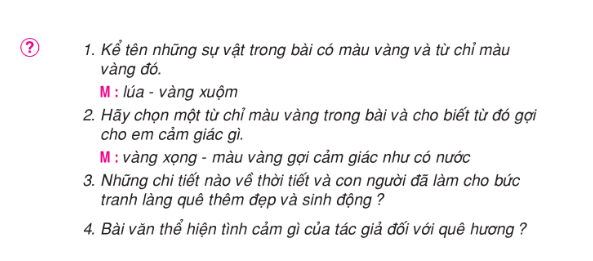 ? 1. Kể tên những sự vật trong bài có màu vàng và từ chỉ màu
vàng đó.
M : lúa - vàng xuộm
2. Hãy chọn một từ chỉ màu vàng trong bài và cho biết từ đó gợi
cho em cảm giác gì.
M : vàng xọng - màu vàng gợi cảm giác như có nước
3. Những chi tiết nào về thời tiết và con người đã làm cho bức
tranh làng quê thêm đẹp và sinh động ?
4. Bài văn thể hiện tình cảm gì của tác giả đối với quê hương ?